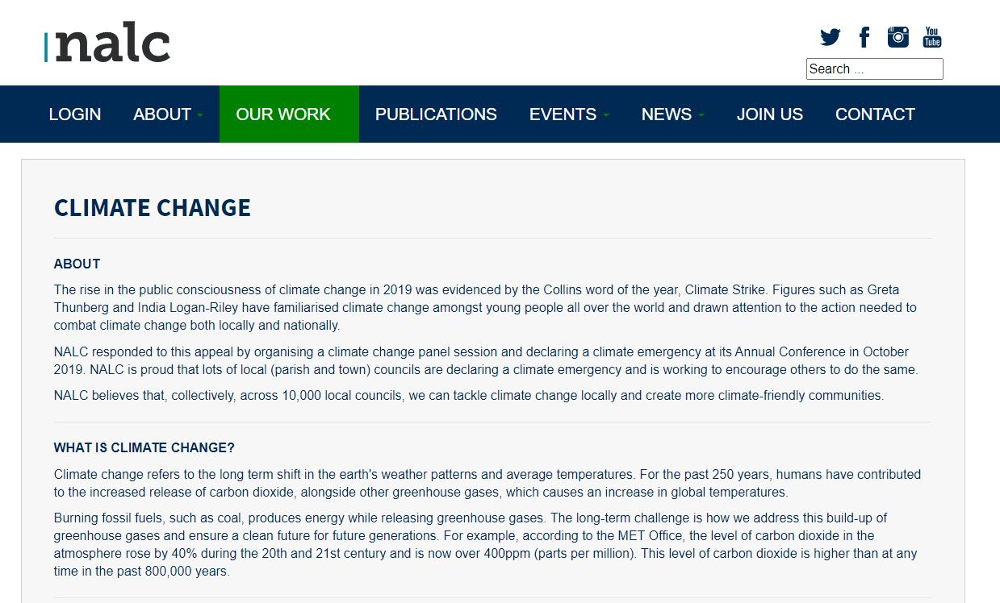 nalc
You
Tube
Search ...
LOGIN ABOUT OUR WORK PUBLICATIONS EVENTS NEWS JOIN US CONTACT
CLIMATE CHANGE
ABOUT
The rise in the public consciousness of climate change in 2019 was evidenced by the Collins word of the year, Climate Strike. Figures such as Greta
Thunberg and India Logan-Riley have familiarised climate change amongst young people all over the world and drawn attention to the action needed to
combat climate change both locally and nationally.
NALC responded to this appeal by organising a climate change panel session and declaring a climate emergency at its Annual Conference in October
2019. NALC is proud that lots of local (parish and town) councils are declaring a climate emergency and is working to encourage others to do the same.
NALC believes that, collectively, across 10,000 local councils, we can tackle climate change locally and create more climate-friendly communities.
WHAT IS CLIMATE CHANGE?
Climate change refers to the long term shift in the earth's weather patterns and average temperatures. For the past 250 years, humans have contributed
to the increased release of carbon dioxide, alongside other greenhouse gases, which causes an increase in global temperatures.
Burning fossil fuels, such as coal, produces energy while releasing greenhouse gases. The long-term challenge is how we address this build-up of
greenhouse gases and ensure a clean future for future generations. For example, according to the MET Office, the level of carbon dioxide in the
atmosphere rose by 40% during the 20th and 21st century and is now over 400ppm (parts per million). This level of carbon dioxide is higher than at any
time in the past 800,000 years.